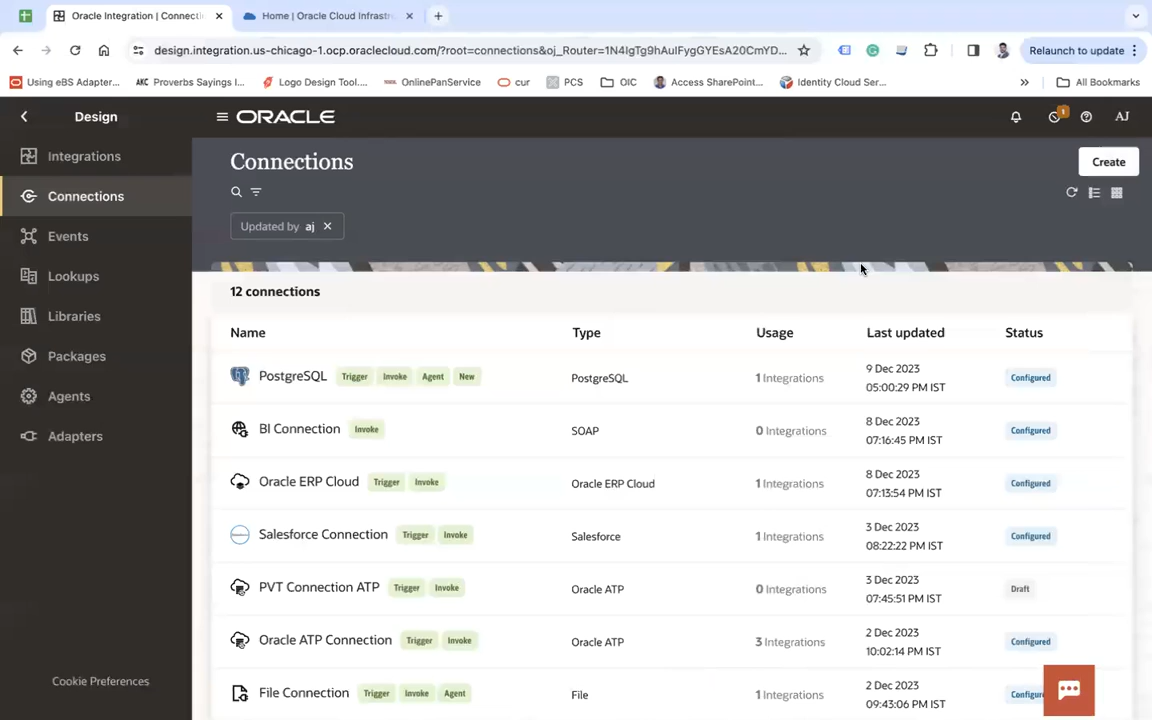 Oracle Integration | Connecti
Home | Oracle Cloud Infrastr
design.integration.us-chicago-1.ocp.oraclecloud.com/?root=connections&oj_Router=1N4IgTg9hAuIFygGYEsA20CmYD...
Relaunch to update
Using eBS Adapter...
AKC Proverbs Sayings I...
Logo Design Tool....
OnlinePanService
cur
PCS
OIC
Access SharePoint...
Identity Cloud Ser...
»
All Bookmarks
Design
ORACLE
1
AJ
Integrations
Connections
Events
Lookups
Libraries
Packages
Agents
Adapters
Cookie Preferences
Connections
Create
Updated by aj
12 connections
Name Type Usage Last updated Status
PostgreSQL Trigger Invoke Agent New PostgreSQL 1 Integrations 9 Dec 2023 Configured
05:00:29 PM IST
BI Connection Invoke SOAP 0 Integrations 8 Dec 2023 Configured
07:16:45 PM IST
Oracle ERP Cloud Trigger Invoke Oracle ERP Cloud 1 Integrations 8 Dec 2023 Configured
07:13:54 PM IST
Salesforce Connection Trigger Invoke Salesforce 1 Integrations 3 Dec 2023 Configured
08:22:22 PM IST
PVT Connection ATP Trigger Invoke Oracle ATP 0 Integrations 3 Dec 2023 Draft
07:45:51 PM IST
Oracle ATP Connection Trigger Invoke Oracle ATP 3 Integrations 2 Dec 2023 Configured
10:02:14 PM IST
File Connection Trigger Invoke Agent File 1 Integrations 2 Dec 2023 Configur
09:43:06 PM IST